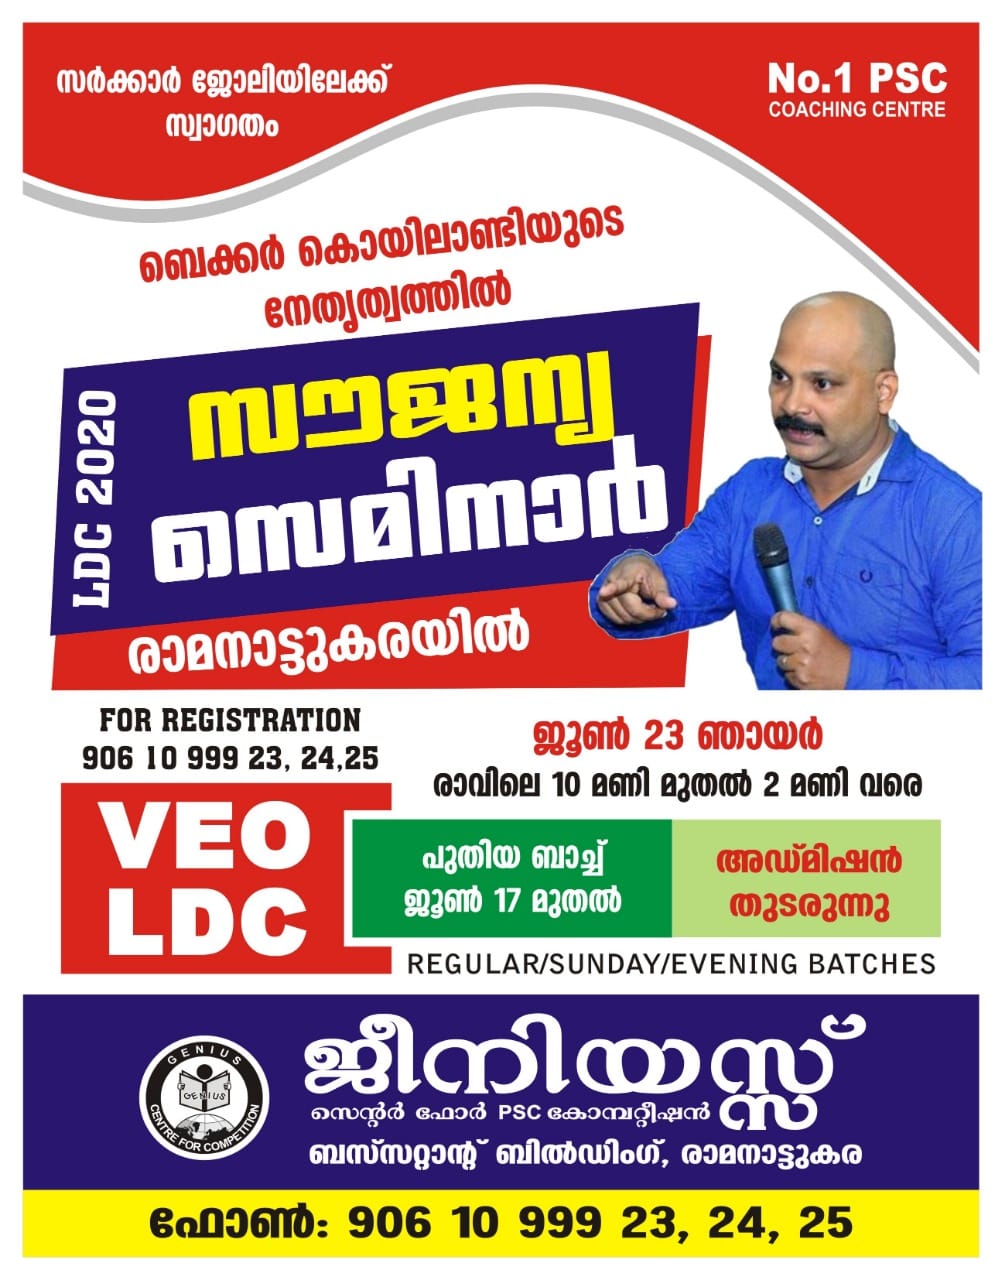 സർക്കാർ ജോലിയിലേക്ക്
സ്വാഗതം
No.1 PSC
COACHING CENTRE
ബെക്കർ കൊയിലാണ്ടിയുടെ
നേതൃത്വത്തിൽ
LDC 2020
സൗജന്യ
സെമിനാർ
രാമനാട്ടുകരയിൽ
FOR REGISTRATION
906 10 999 23, 24,25
ജൂൺ 23 ഞായർ
രാവിലെ 10 മണി മുതൽ 2 മണി വരെ
VEO
LDC
പുതിയ ബാച്ച്
ജൂൺ 17 മുതൽ
അഡ്മിഷൻ
തുടരുന്നു
REGULAR/SUNDAY/EVENING BATCHES
GENIUS
GENIUS
CENTRE FOR COMPETITION
ജീനിയസ്സ്
സെന്റർ ഫോർ PSC കോമ്പറ്റീഷൻ
ബസ്സ്റ്റാന്റ് ബിൽഡിംഗ്, രാമനാട്ടുകര
ഫോൺ: 906 10 999 23, 24, 25